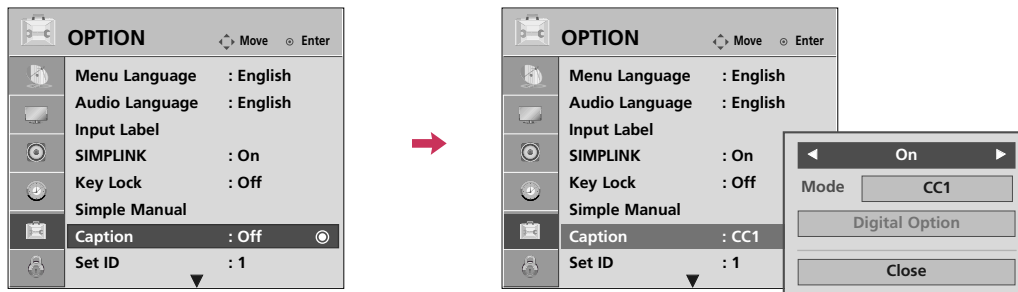 OPTION Move Enter
Menu Language : English
Audio Language : English
Input Label
SIMPLINK : On
Key Lock : Off
Simple Manual
Caption : Off
Set ID : 1
OPTION Move Enter
Menu Language : English
Audio Language : English
Input Label
SIMPLINK : On
Key Lock : Off
Simple Manual
Caption : CC1
Set ID : 1
On
Mode CC1
Digital Option
Close